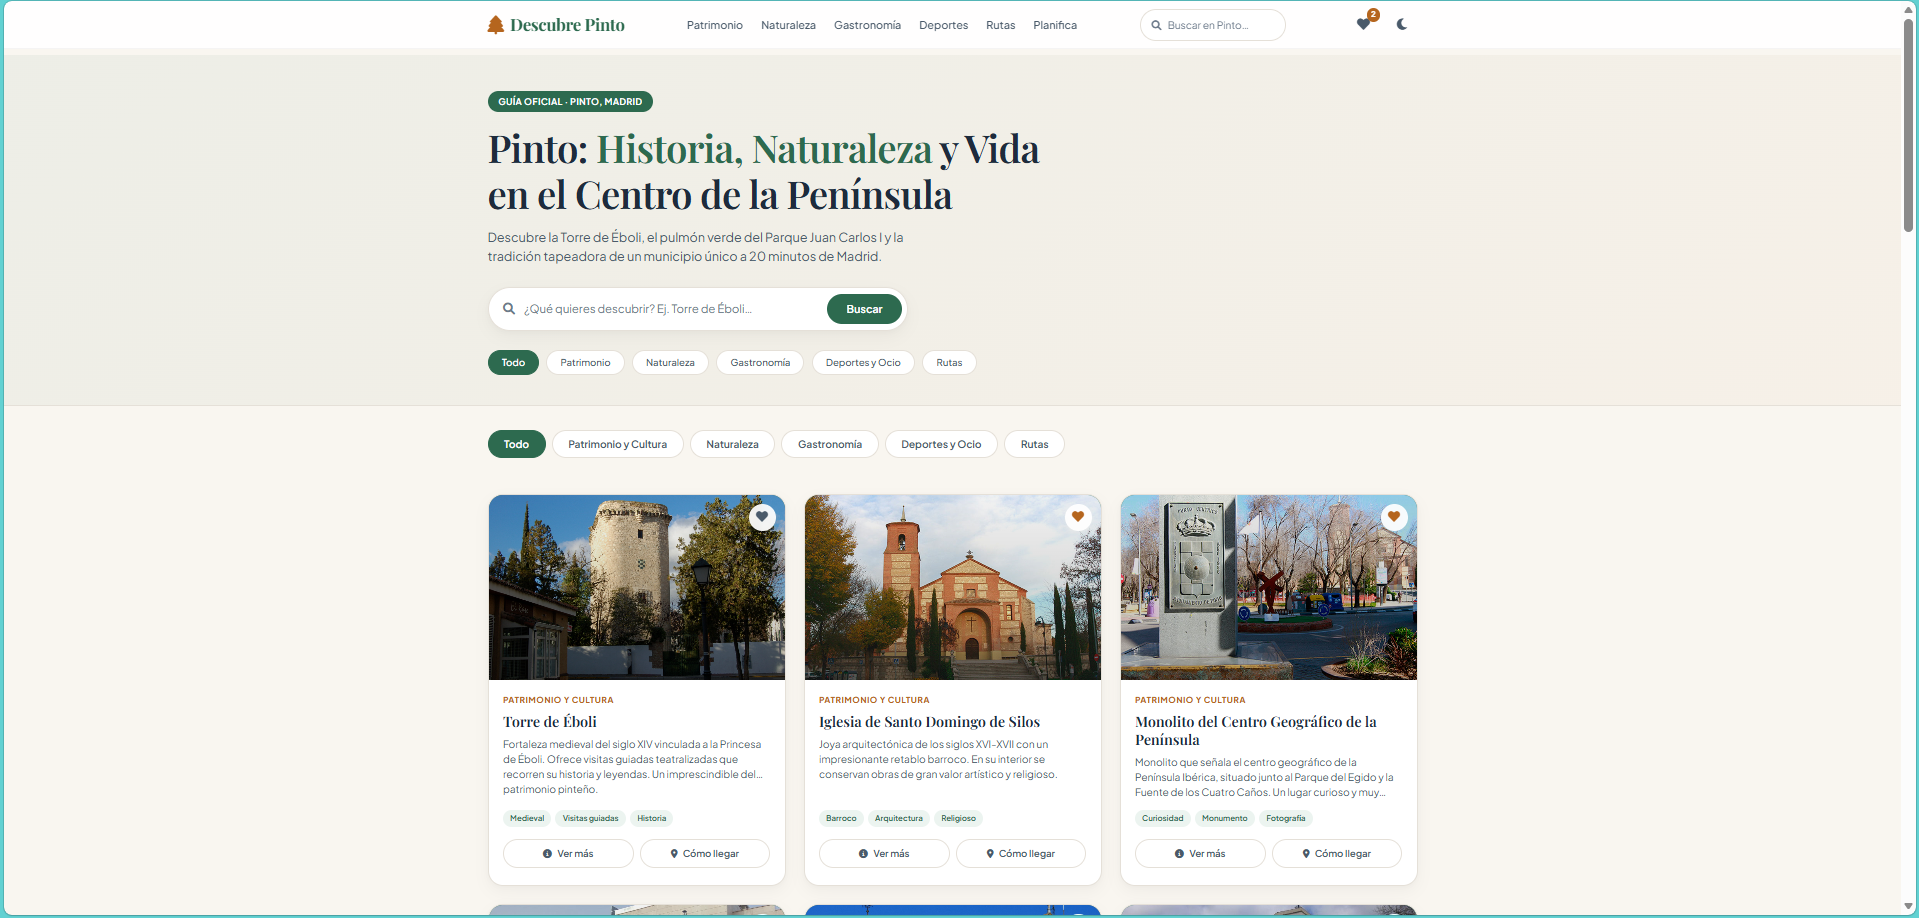 Descubre Pinto
Patrimonio
Naturaleza
Gastronomía
Deportes
Rutas
Planifica
Buscar en Pinto...
2
GUÍA OFICIAL · PINTO, MADRID
Pinto: Historia, Naturaleza y Vida
en el Centro de la Península
Descubre la Torre de Éboli, el pulmón verde del Parque Juan Carlos I y la
tradición tapeadora de un municipio único a 20 minutos de Madrid.
¿Qué quieres descubrir? Ej. Torre de Éboli...
Buscar
Todo
Patrimonio
Naturaleza
Gastronomía
Deportes y Ocio
Rutas
Todo
Patrimonio y Cultura
Naturaleza
Gastronomía
Deportes y Ocio
Rutas
PATRIMONIO Y CULTURA
Torre de Éboli
Fortaleza medieval del siglo XIV vinculada a la Princesa
de Éboli. Ofrece visitas guiadas teatralizadas que
recorren su historia y leyendas. Un imprescindible del...
patrimonio pinteño.
Medieval
Visitas guiadas
Historia
Ver más
Cómo llegar
PATRIMONIO Y CULTURA
Iglesia de Santo Domingo de Silos
Joya arquitectónica de los siglos XVI-XVII con un
impresionante retablo barroco. En su interior se
conservan obras de gran valor artístico y religioso.
Barroco
Arquitectura
Religioso
Ver más
Cómo llegar
PATRIMONIO Y CULTURA
Monolito del Centro Geográfico de la
Península
Monolito que señala el centro geográfico de la
Península Ibérica, situado junto al Parque del Egido y la
Fuente de los Cuatro Caños. Un lugar curioso y muy...
Curiosidad
Monumento
Fotografía
Ver más
Cómo llegar